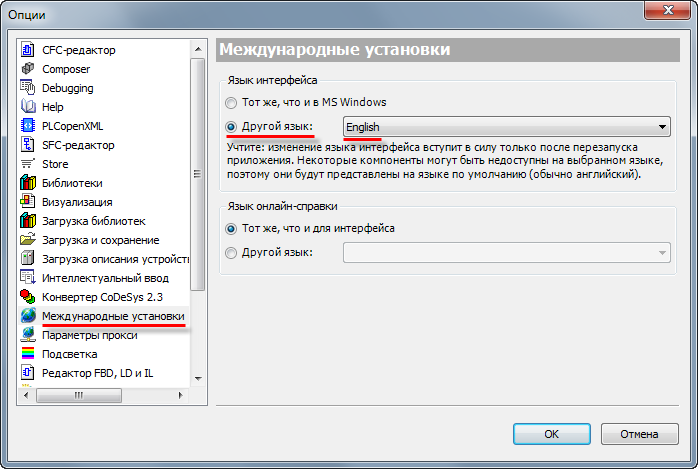 Опции
CFC-редактор
Composer
Debugging
Help
PLCopenXML
SFC-редактор
Store
Библиотеки
Визуализация
Загрузка библиотек
Загрузка и сохранение
Загрузка описания устройств
Интеллектуальный ввод
Конвертер CoDeSys 2.3
Международные установки
Параметры прокси
Подсветка
Редактор FBD, LD и IL
Международные установки
Язык интерфейса
Тот же, что и в MS Windows
Другой язык:
English
Учтите: изменение языка интерфейса вступит в силу только после перезапуска
приложения. Некоторые компоненты могут быть недоступны на выбранном языке,
поэтому они будут представлены на языке по умолчанию (обычно английский).
Язык онлайн-справки
Тот же, что и для интерфейса
Другой язык:
OK
Отмена